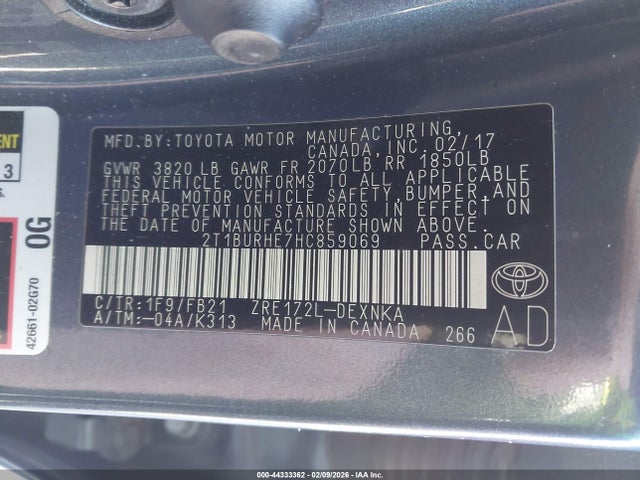 MFD.BY:TOYOTA MOTOR MANUFACTURING,
CANADA, INC. 02/17
GVWR 3820 LB GAWR FR 2070LB RR 1850LB
THIS VEHICLE CONFORMS TO ALL APPLICABLE
FEDERAL MOTOR VEHICLE SAFETY,BUMPER,AND
THEFT PREVENTION STANDARDS IN EFFECT ON
THE DATE OF MANUFACTURE SHOWN ABOVE.
2T1BURHE7HC859069 PASS.CAR
C/TR:1F9/FB21 ZRE172L-DEXNKA
A/TM:-04A/K313 MADE IN CANADA 266
AD
3
0G
42661-02G70
000-44333362 - 02/09/2026 - IAA Inc.